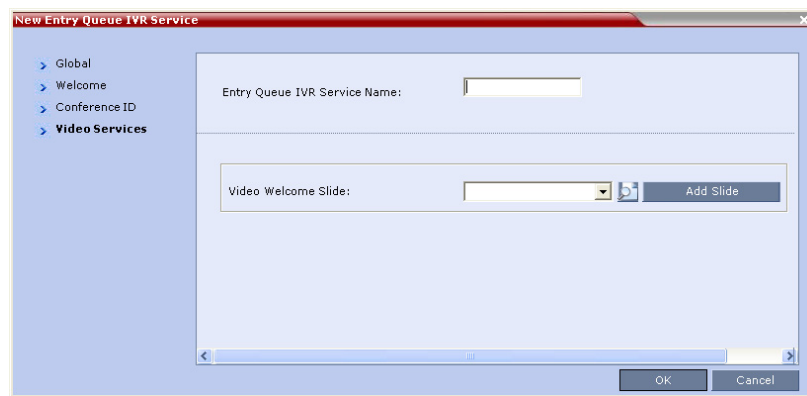 New Entry Queue IVR Service
Global
Welcome
Conference ID
Video Services
Entry Queue IVR Service Name:
Video Welcome Slide:
Add Slide
OK
Cancel